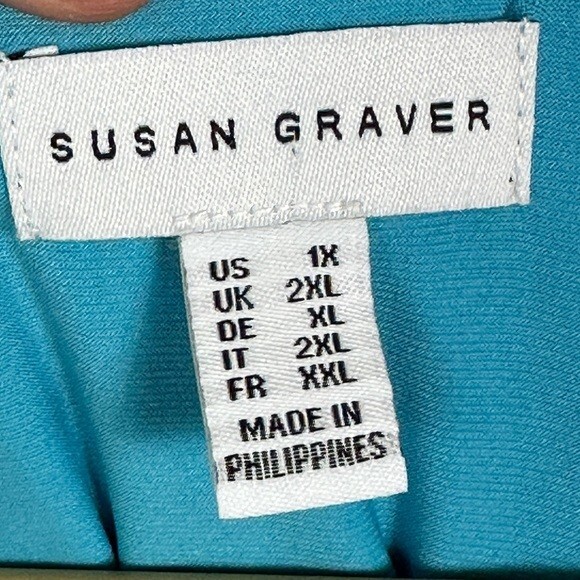 SUSAN GRAVER
US 1X
UK 2XL
DE XL
IT 2XL
FR XXL
MADE IN
PHILIPPINES